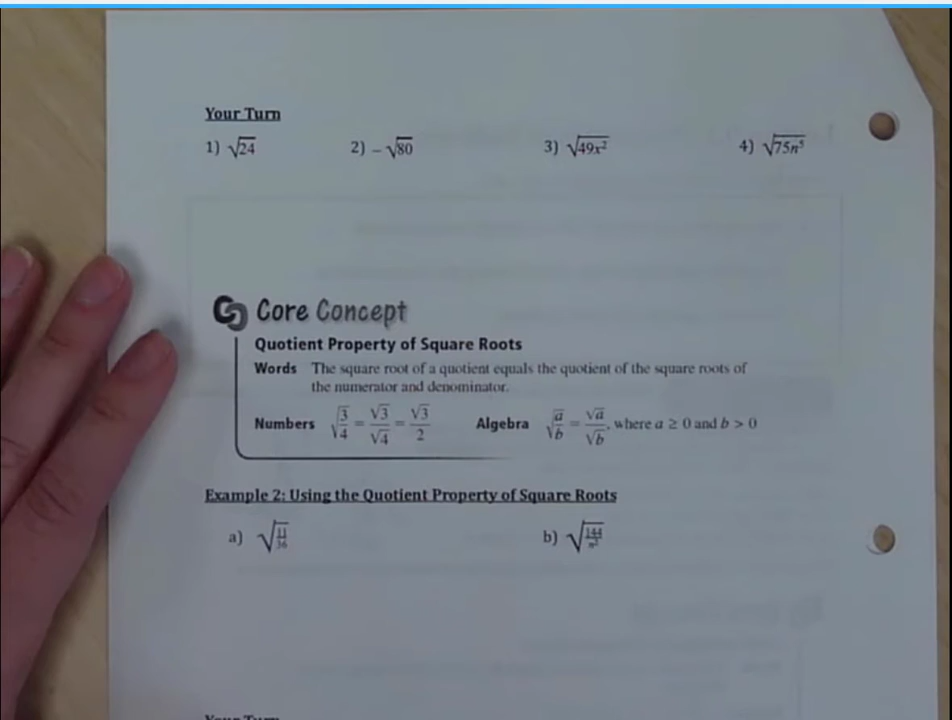 Your Turn
1) √24    2) –√80    3) √49x²    4) √75n⁵
Core Concept
Quotient Property of Square Roots
Words The square root of a quotient equals the quotient of the square roots of
the numerator and denominator.
Numbers √(3/4) = √3/√4 = √3/2    Algebra √(a/b) = √a/√b, where a ≥ 0 and b > 0
Example 2: Using the Quotient Property of Square Roots
a) √(11/36)    b) √(144/n²)
Your Turn